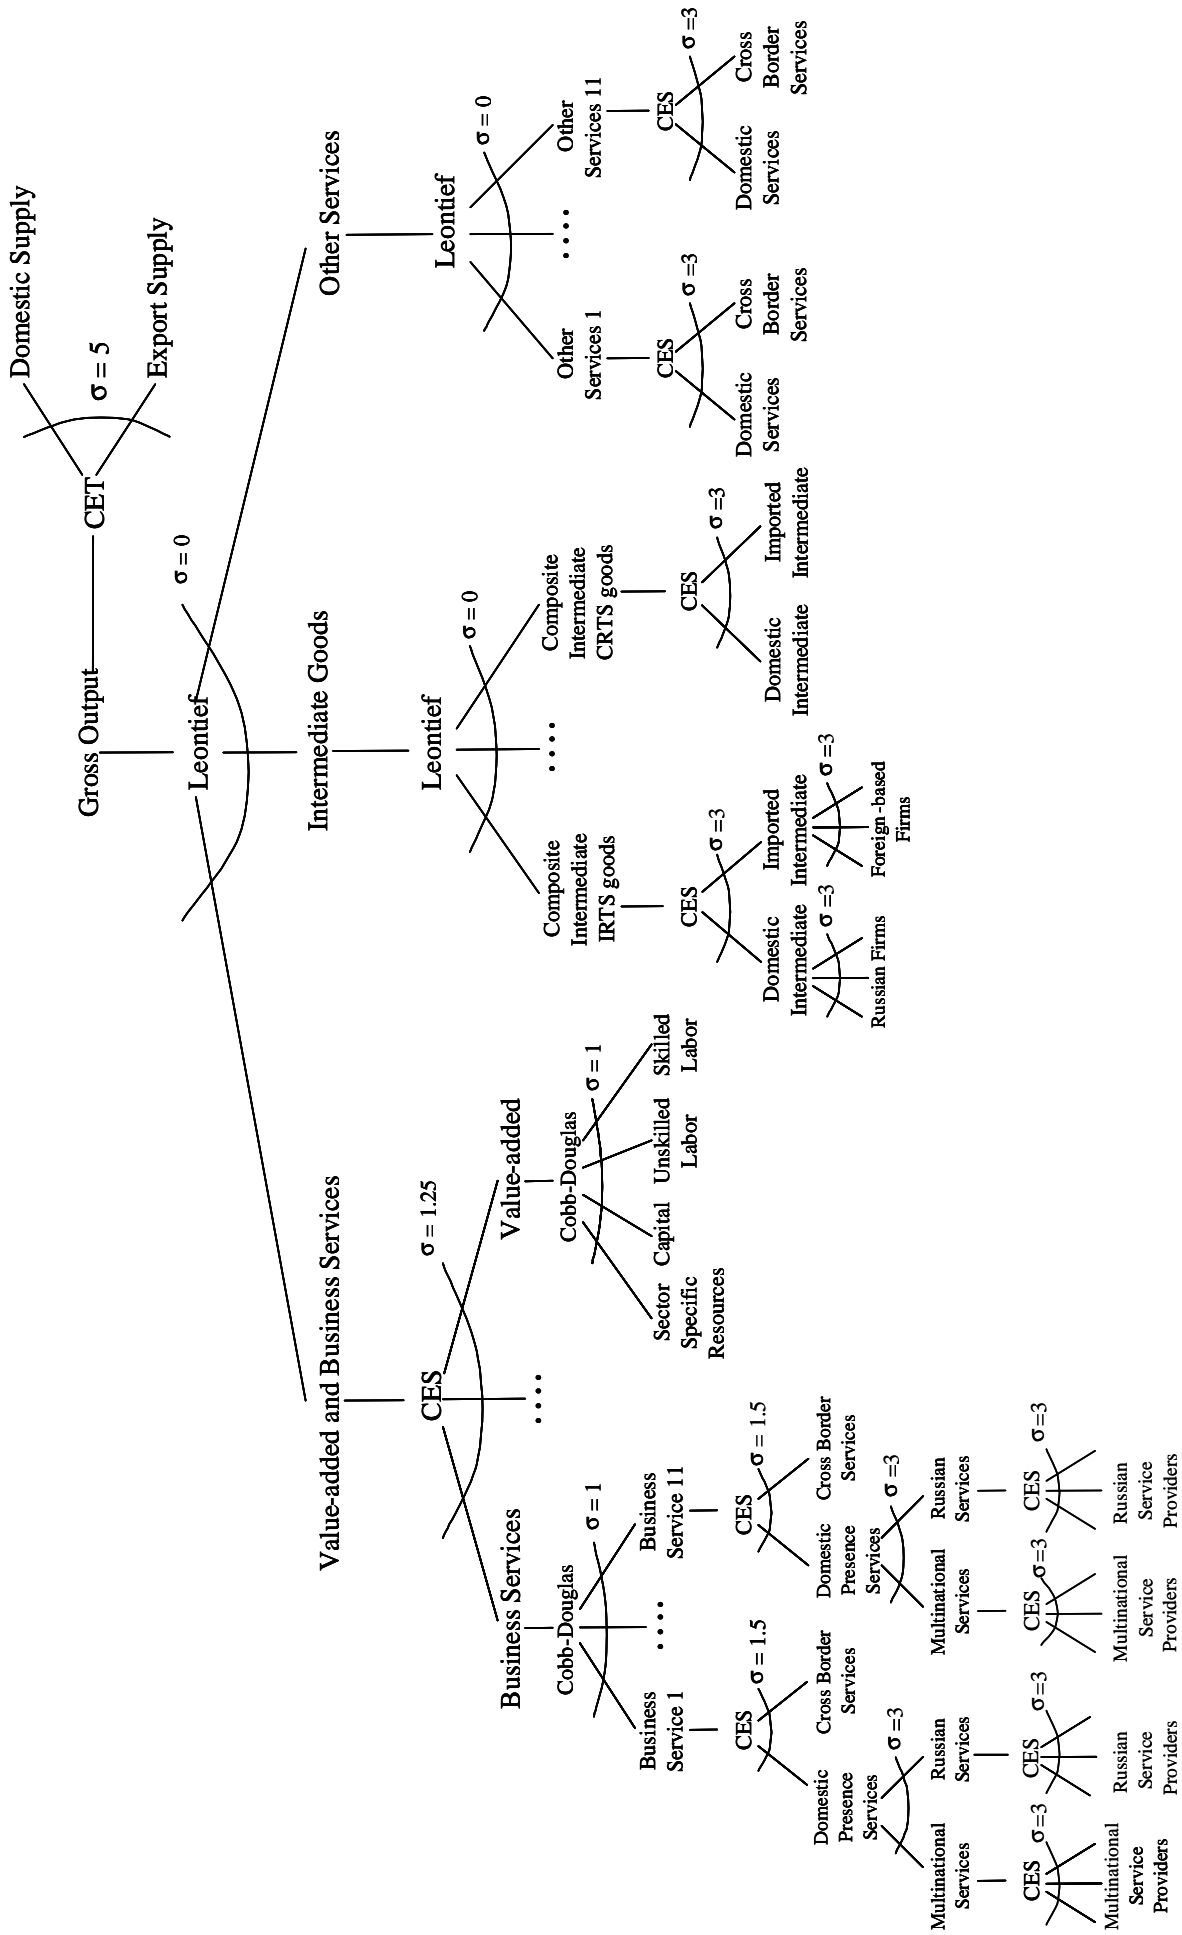 Domestic Supply
σ = 5
Gross Output
CET
Export Supply
σ =0
Leontief
Value-added and Business Services
Intermediate Goods
Other Services
σ = 1.25
CES
σ =0
Leontief
σ =0
Leontief
Business Services
Value-added
Cobb-Douglas
σ = 1
Cobb-Douglas
σ = 1
Composite
Intermediate
IRTS goods
Composite
Intermediate
CRTS goods
Other
Services 1
Other
Services 11
....
....
....
....
Business
Service 1
Business
Service 11
Sector
Specific
Resources
Capital
Unskilled
Labor
Skilled
Labor
CES
σ =3
CES
σ =3
CES
σ =3
CES
σ =3
CES
σ = 1.5
CES
σ = 1.5
Domestic
Intermediate
Imported
Intermediate
Domestic
Intermediate
Imported
Intermediate
Domestic
Services
Cross
Border
Services
Domestic
Services
Cross
Border
Services
Domestic
Presence
Services
Cross Border
Services
Domestic
Presence
Services
Cross Border
Services
σ =3
σ =3
Russian Firms
Foreign-based
Firms
σ =3
σ =3
Multinational
Services
Russian
Services
Multinational
Services
Russian
Services
CES
σ =3
CES
σ =3
CES
σ =3
CES
σ =3
Multinational
Service
Providers
Russian
Service
Providers
Multinational
Service
Providers
Russian
Service
Providers